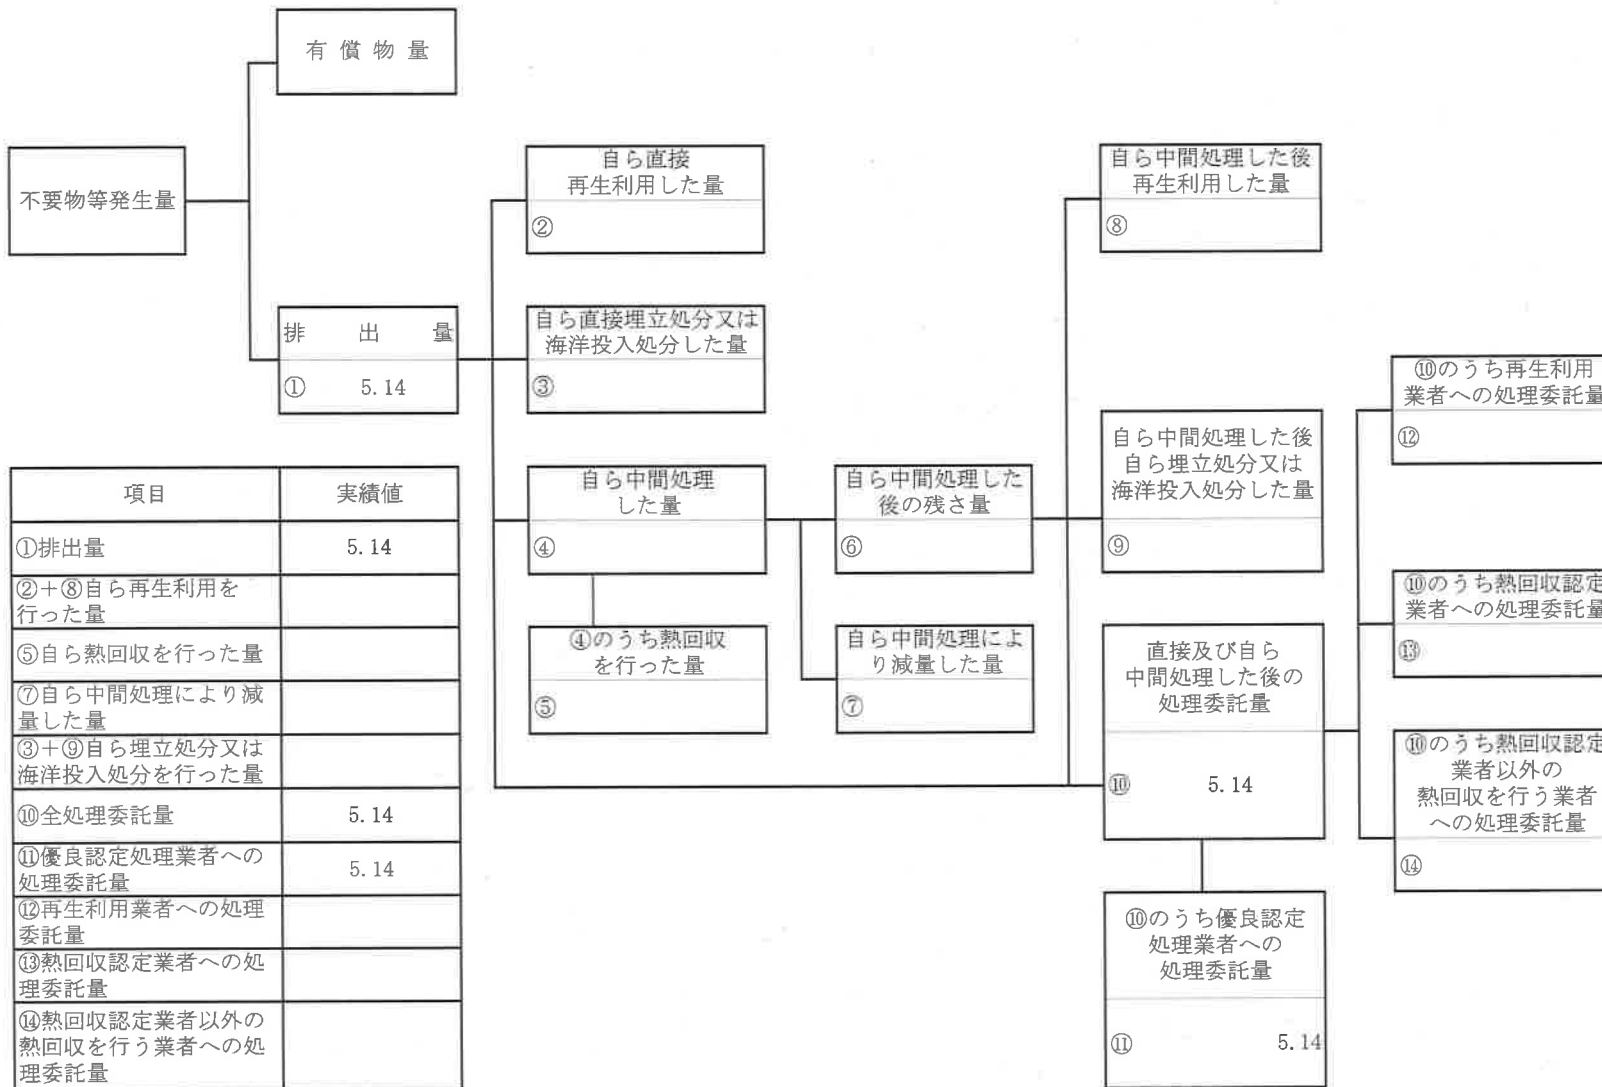 有償物量
不要物等発生量
排出量
① 5.14
自ら直接
再生利用した量
②
自ら直接埋立処分又は
海洋投入処分した量
③
自ら中間処理
した量
④
④のうち熱回収
を行った量
⑤
自ら中間処理した
後の残さ量
⑥
自ら中間処理によ
り減量した量
⑦
自ら中間処理した後
再生利用した量
⑧
自ら中間処理した後
自ら埋立処分又は
海洋投入処分した量
⑨
直接及び自ら
中間処理した後の
処理委託量
⑩ 5.14
⑩のうち優良認定
処理業者への
処理委託量
⑪ 5.14
⑩のうち再生利用
業者への処理委託量
⑫
⑩のうち熱回収認定
業者への処理委託量
⑬
⑩のうち熱回収認定
業者以外の
熱回収を行う業者
への処理委託量
⑭
項目 実績値
①排出量 5.14
②+⑧自ら再生利用を
行った量
⑤自ら熱回収を行った量
⑦自ら中間処理により減
量した量
③+⑨自ら埋立処分又は
海洋投入処分を行った量
⑩全処理委託量 5.14
⑪優良認定処理業者への
処理委託量 5.14
⑫再生利用業者への処理
委託量
⑬熱回収認定業者への処
理委託量
⑭熱回収認定業者以外の
熱回収を行う業者への処
理委託量